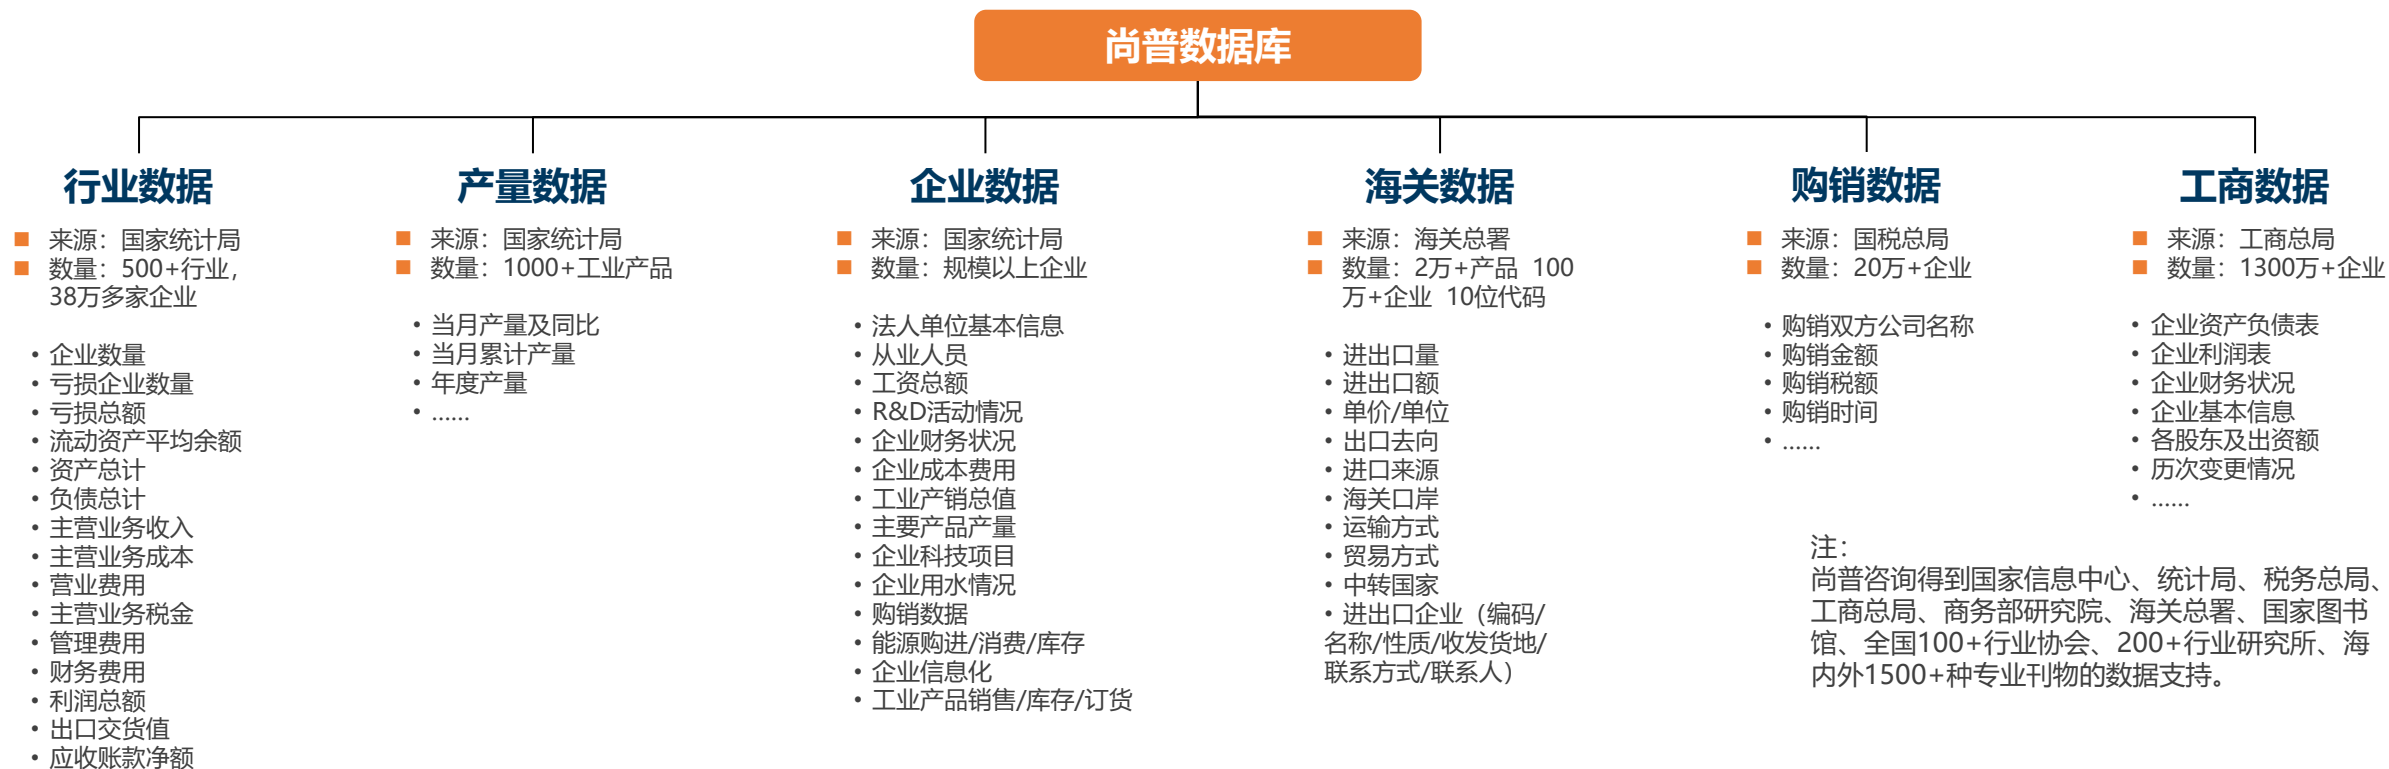 尚普数据库
行业数据
来源：国家统计局
数量：500+行业，
38万多家企业
企业数量
亏损企业数量
亏损总额
流动资产平均余额
资产总计
负债总计
主营业务收入
主营业务成本
营业费用
主营业务税金
管理费用
财务费用
利润总额
出口交货值
应收账款净额
产量数据
来源：国家统计局
数量：1000+工业产品
当月产量及同比
当月累计产量
年度产量
……
企业数据
来源：国家统计局
数量：规模以上企业
法人单位基本信息
从业人员
工资总额
R&D活动情况
企业财务状况
企业成本费用
工业产销总值
主要产品产量
企业科技项目
企业用水情况
购销数据
能源购进/消费/库存
企业信息化
工业产品销售/库存/订货
海关数据
来源：海关总署
数量：2万+产品 100
万+企业 10位代码
进出口量
进出口额
单价/单位
出口去向
进口来源
海关口岸
运输方式
贸易方式
中转国家
进出口企业（编码/
名称/性质/收发货地/
联系方式/联系人）
购销数据
来源：国税总局
数量：20万+企业
购销双方公司名称
购销金额
购销税额
购销时间
……
工商数据
来源：工商总局
数量：1300万+企业
企业资产负债表
企业利润表
企业财务状况
企业基本信息
各股东及出资额
历次变更情况
……
注：
尚普咨询得到国家信息中心、统计局、税务总局、
工商总局、商务部研究院、海关总署、国家图书
馆、全国100+行业协会、200+行业研究所、海
内外1500+种专业刊物的数据支持。